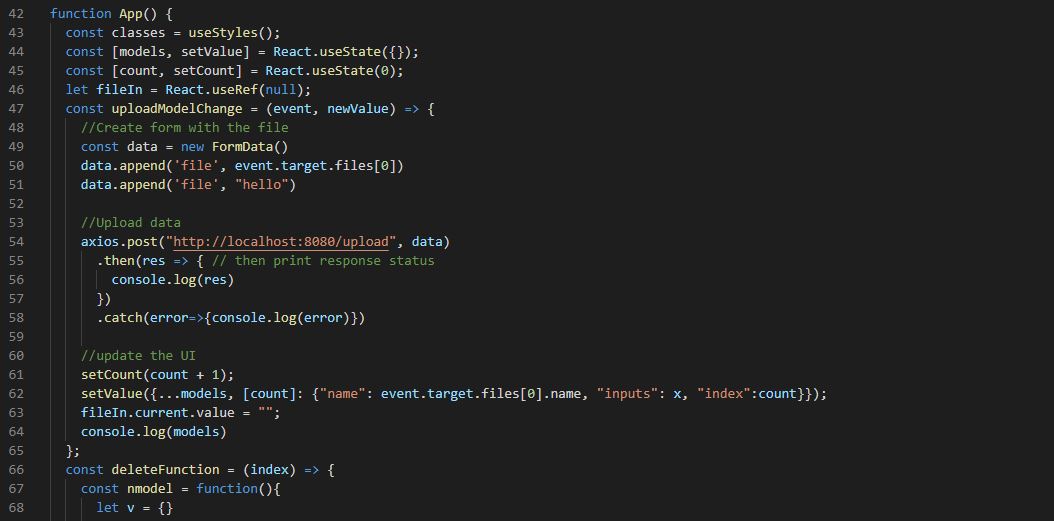 42 function App() {
43 const classes = useStyles();
44 const [models, setValue] = React.useState({});
45 const [count, setCount] = React.useState(0);
46 let fileIn = React.useRef(null);
47 const uploadModelChange = (event, newValue) => {
48 //Create form with the file
49 const data = new FormData()
50 data.append('file', event.target.files[0])
51 data.append('file', "hello")
52
53 //Upload data
54 axios.post("http://localhost:8080/upload", data)
55 .then(res => { // then print response status
56 console.log(res)
57 })
58 .catch(error=>{console.log(error)})
59
60 //update the UI
61 setCount(count + 1);
62 setValue({...models, [count]: {"name": event.target.files[0].name, "inputs": x, "index":count}});
63 fileIn.current.value = "";
64 console.log(models)
65 };
66 const deleteFunction = (index) => {
67 const nmodel = function(){
68 let v = {}